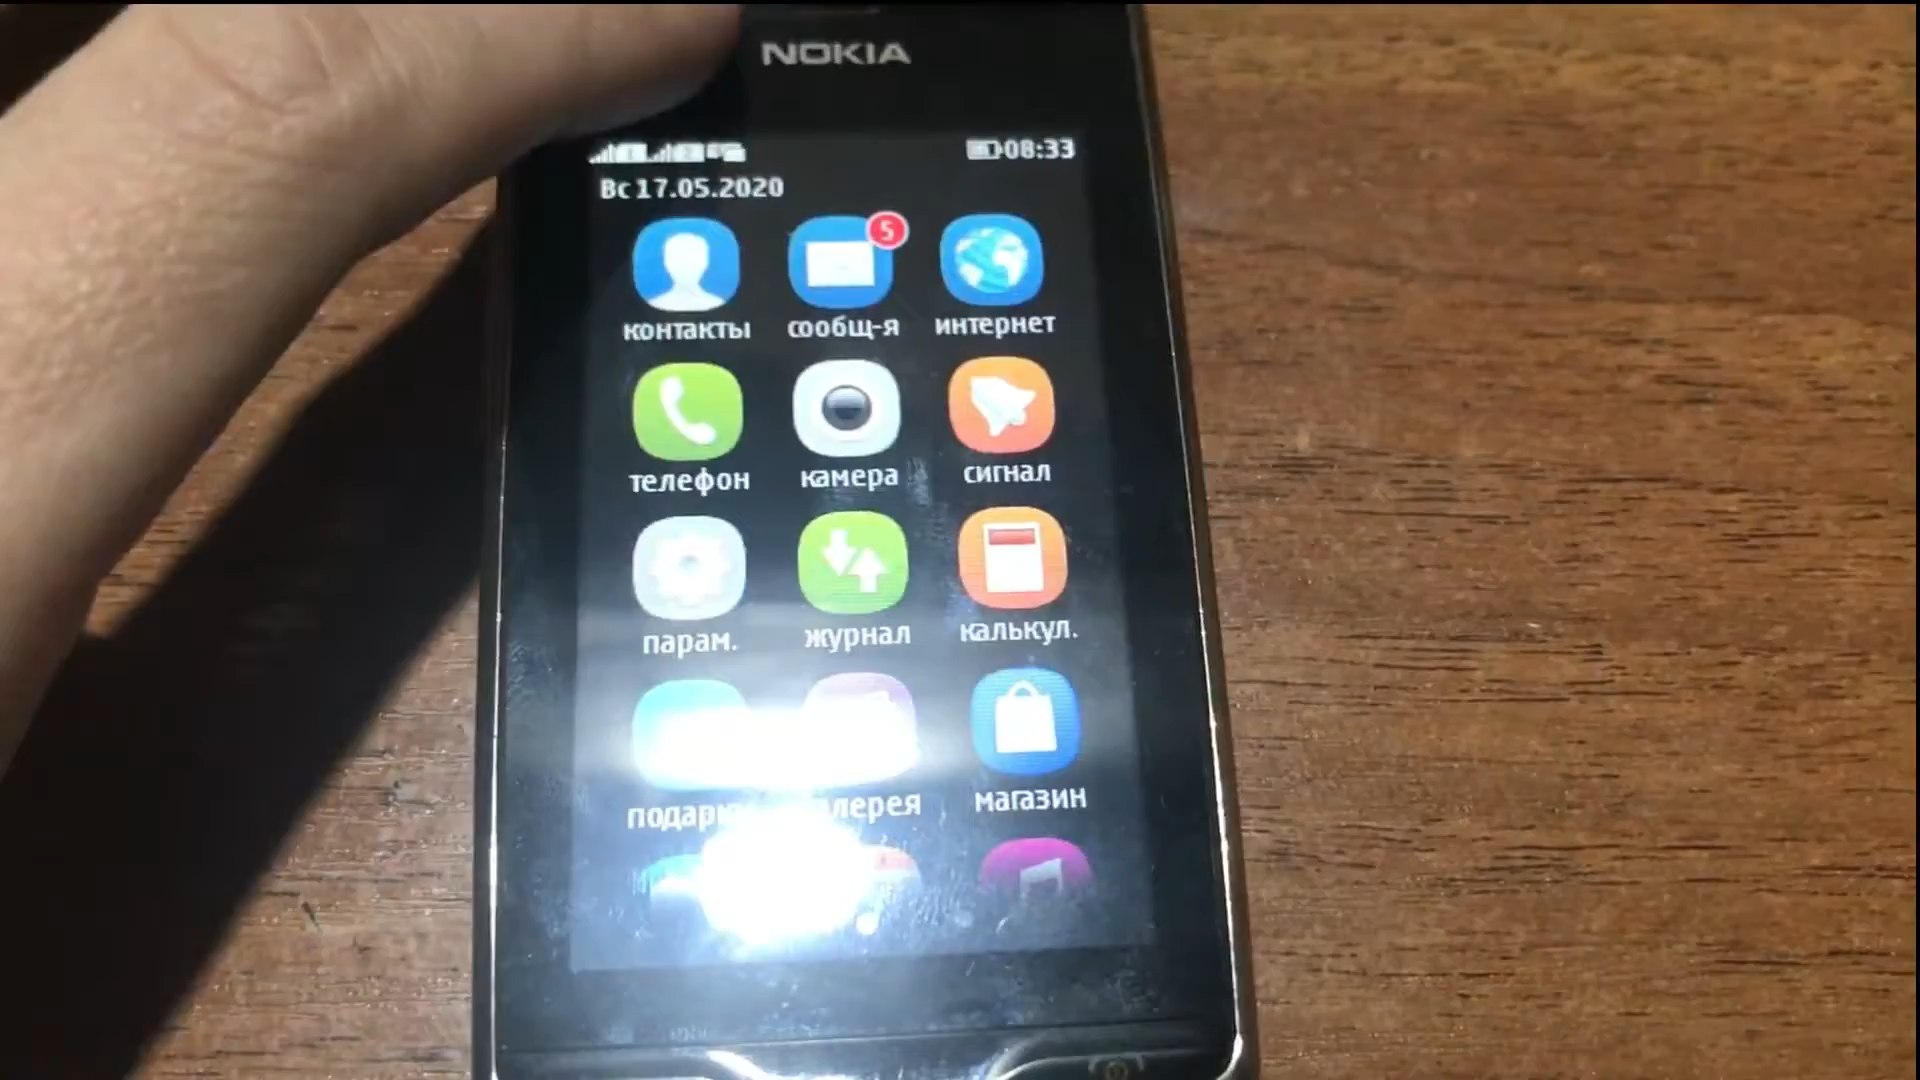 NOKIA
08:33
Вс 17.05.2020
5
контакты сообщ-я интернет
телефон камера сигнал
парам. журнал калькул.
магазин